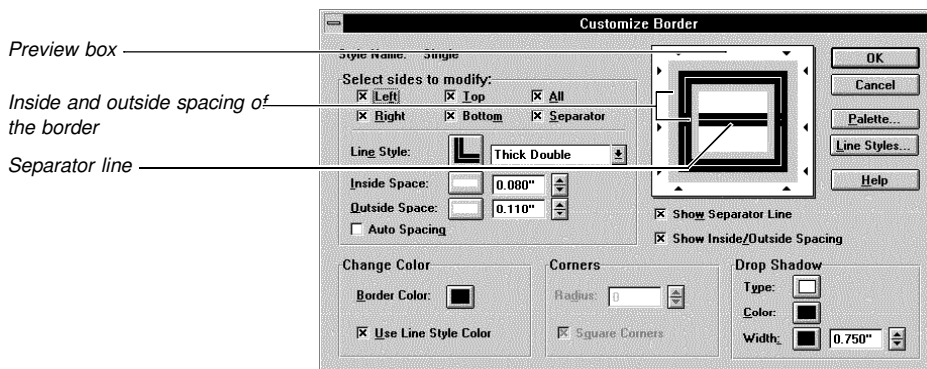 Customize Border
Preview box
Style Name: Single
OK
Select sides to modify:
Left Top All
Cancel
Inside and outside spacing of
the border
Right Bottom Separator
Palette...
Line Style: Thick Double
Line Styles...
Separator line
Inside Space: 0.080"
Help
Outside Space: 0.110"
Show Separator Line
Auto Spacing
Show Inside/Outside Spacing
Change Color
Corners
Drop Shadow
Border Color:
Radius: 0
Type:
Color:
Use Line Style Color
Square Corners
Width: 0.750"